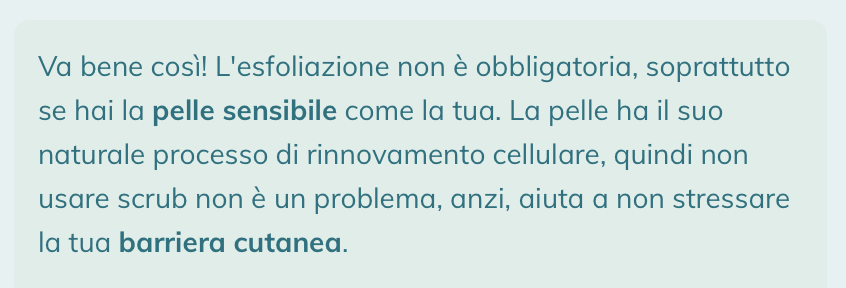 Va bene così! L'esfoliazione non è obbligatoria, soprattutto
se hai la pelle sensibile come la tua. La pelle ha il suo
naturale processo di rinnovamento cellulare, quindi non
usare scrub non è un problema, anzi, aiuta a non stressare
la tua barriera cutanea.